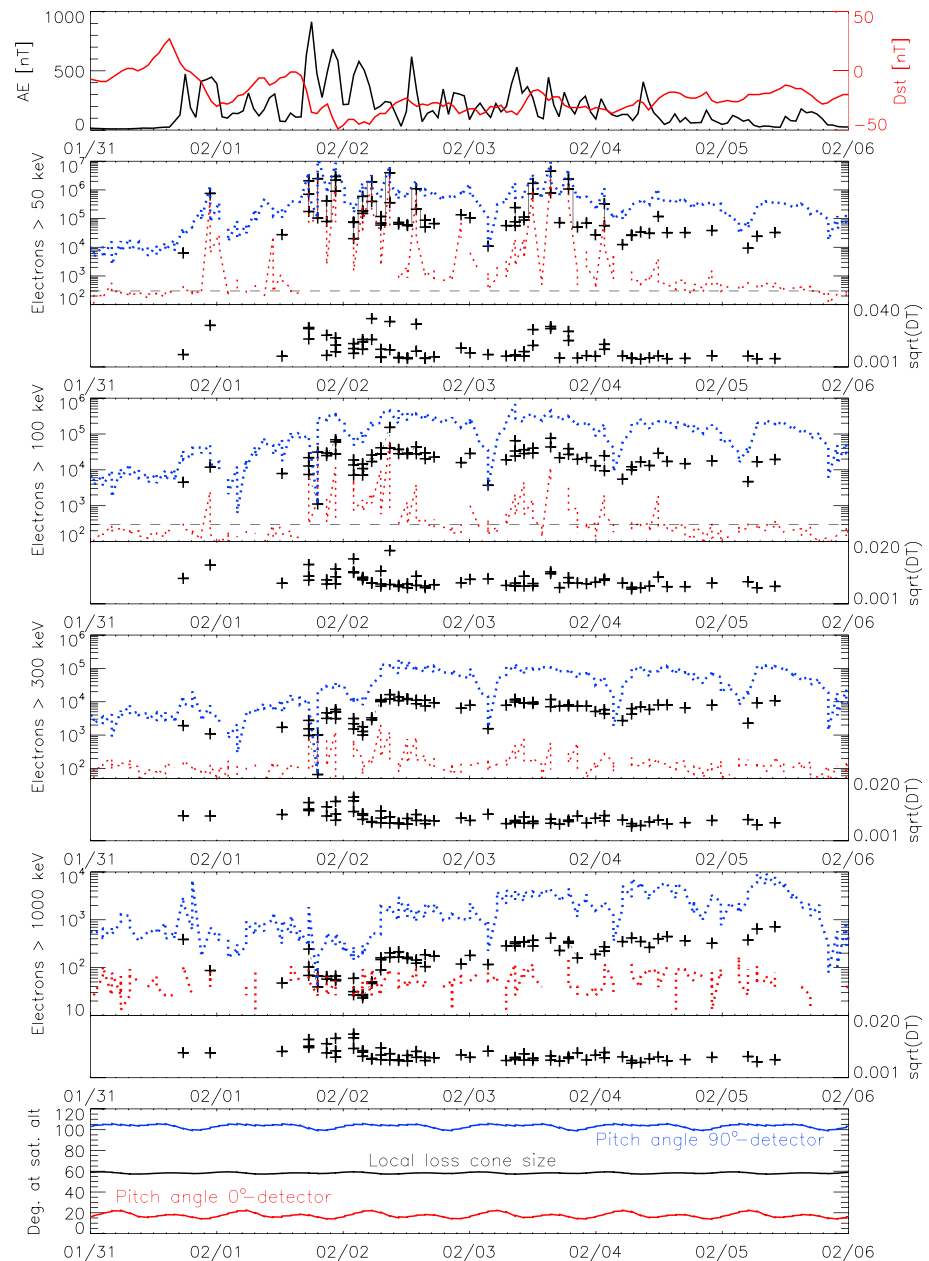 1000
500
0
AE [nT]
50
0
−50
Dst [nT]
01/31 02/01 02/02 02/03 02/04 02/05 02/06
Electrons > 50 keV
10^7
10^6
10^5
10^4
10^3
10^2
0.040
0.001
sqrt(DT)
01/31 02/01 02/02 02/03 02/04 02/05 02/06
Electrons > 100 keV
10^6
10^5
10^4
10^3
10^2
0.020
0.001
sqrt(DT)
01/31 02/01 02/02 02/03 02/04 02/05 02/06
Electrons > 300 keV
10^6
10^5
10^4
10^3
10^2
0.020
0.001
sqrt(DT)
01/31 02/01 02/02 02/03 02/04 02/05 02/06
Electrons > 1000 keV
10^4
10^3
10^2
10
0.020
0.001
sqrt(DT)
01/31 02/01 02/02 02/03 02/04 02/05 02/06
Deg. at sat. alt
120
100
80
60
40
20
0
Pitch angle 90°−detector
Local loss cone size
Pitch angle 0°−detector
01/31 02/01 02/02 02/03 02/04 02/05 02/06